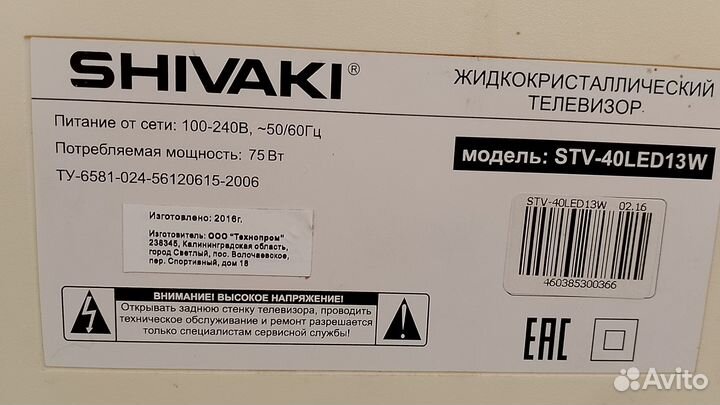 SHIVAKI®
ЖИДКОКРИСТАЛЛИЧЕСКИЙ
ТЕЛЕВИЗОР
Питание от сети: 100-240В, ~50/60Гц
Потребляемая мощность: 75 Вт
ТУ-6581-024-56120615-2006
модель: STV-40LED13W
Изготовлено: 2016г.
Изготовитель: ООО "Технопром"
238345, Калининградская область,
город Светлый, пос. Волочаевское,
пер. Спортивный, дом 18
STV-40LED13W 02.16
460385300366
ВНИМАНИЕ! ВЫСОКОЕ НАПРЯЖЕНИЕ!
Открывать заднюю стенку телевизора, проводить
техническое обслуживание и ремонт разрешается
только специалистам сервисной службы!
EAC
Avito